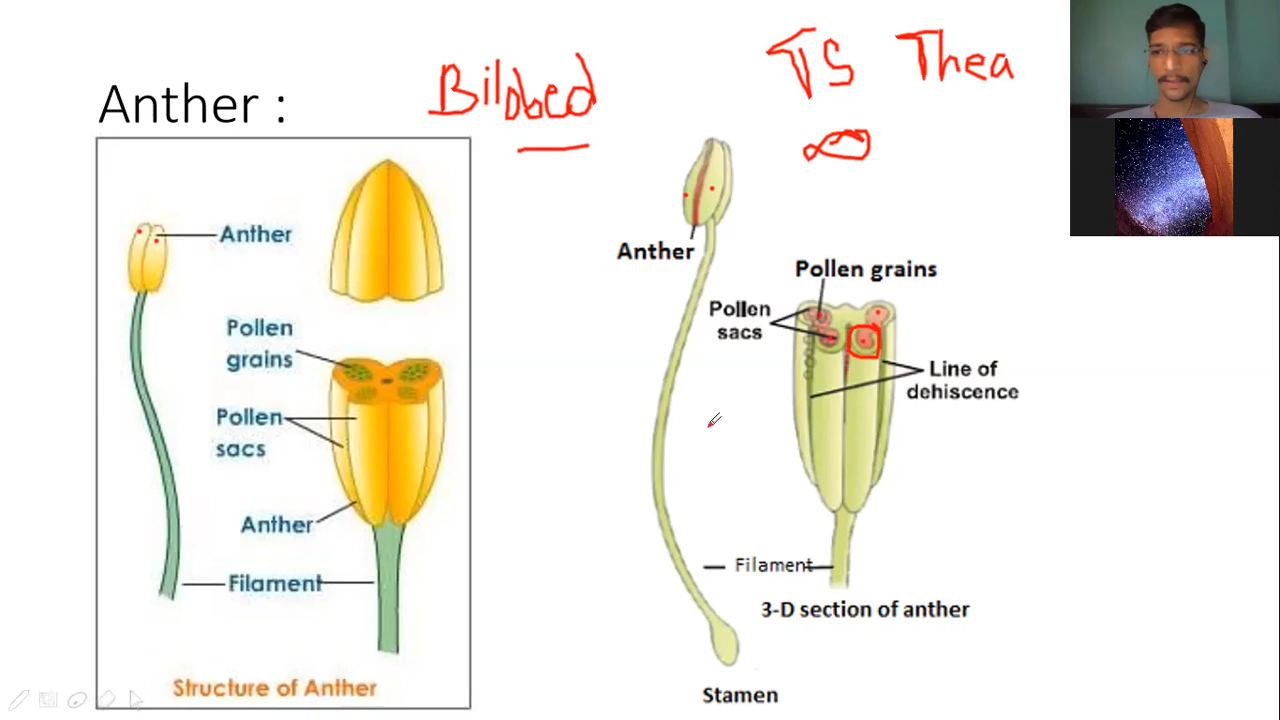 Anther :
Bilobed
TS Thea
Anther
Pollen
grains
Pollen
sacs
Anther
Filament
Structure of Anther
Anther
Pollen grains
Pollen
sacs
Line of
dehiscence
Filament
3-D section of anther
Stamen